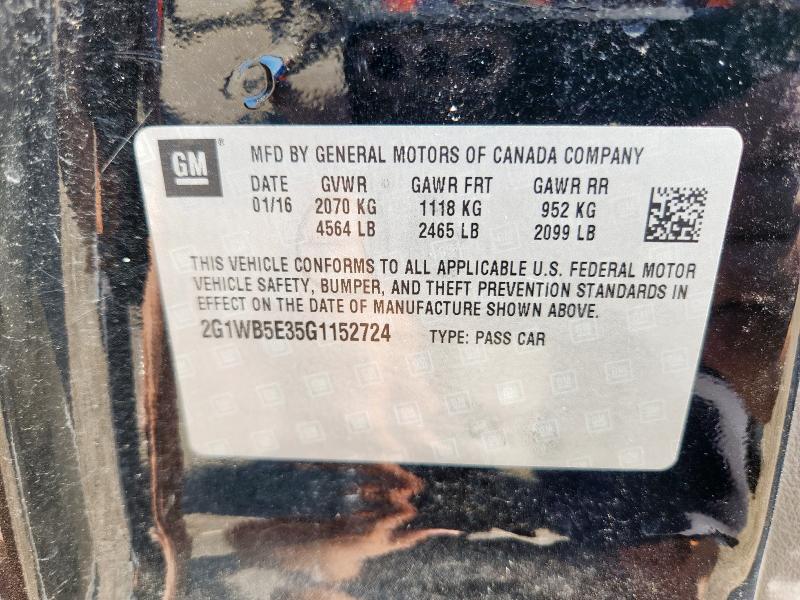 GM ®
MFD BY GENERAL MOTORS OF CANADA COMPANY
DATE GVWR GAWR FRT GAWR RR
01/16 2070 KG 1118 KG 952 KG
4564 LB 2465 LB 2099 LB
THIS VEHICLE CONFORMS TO ALL APPLICABLE U.S. FEDERAL MOTOR
VEHICLE SAFETY, BUMPER, AND THEFT PREVENTION STANDARDS IN
EFFECT ON THE DATE OF MANUFACTURE SHOWN ABOVE.
2G1WB5E35G1152724 TYPE: PASS CAR